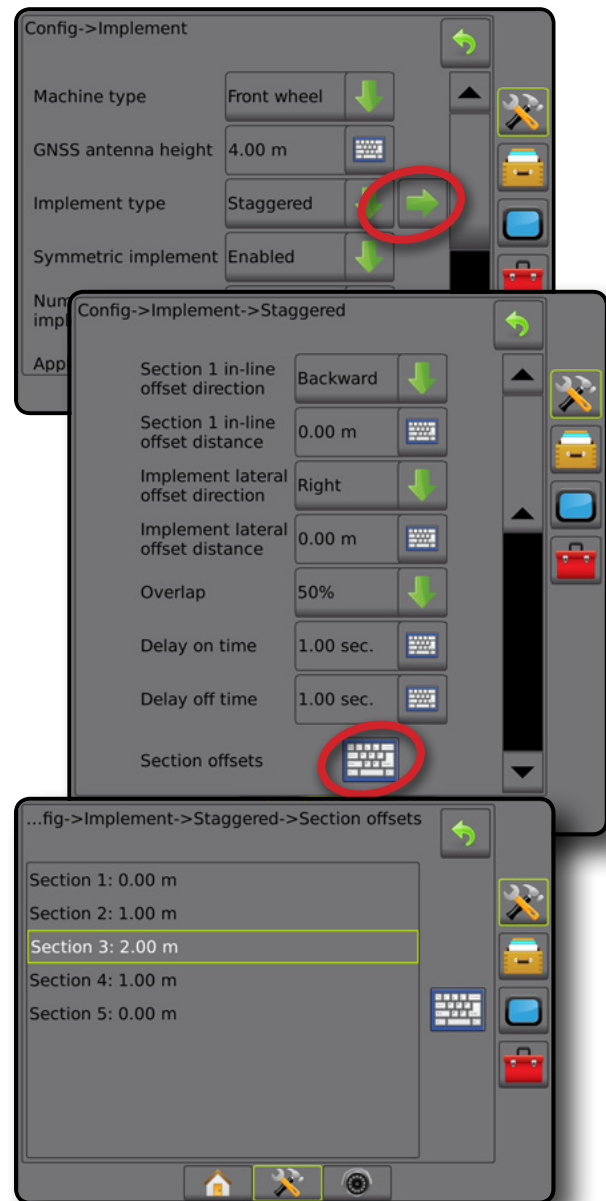 Config->Implement
Machine type Front wheel
GNSS antenna height 4.00 m
Implement type Staggered
Symmetric implement Enabled
Config->Implement->Staggered
Section 1 in-line
offset direction Backward
Section 1 in-line
offset distance 0.00 m
Implement lateral
offset direction Right
Implement lateral
offset distance 0.00 m
Overlap 50%
Delay on time 1.00 sec.
Delay off time 1.00 sec.
Section offsets
...fig->Implement->Staggered->Section offsets
Section 1: 0.00 m
Section 2: 1.00 m
Section 3: 2.00 m
Section 4: 1.00 m
Section 5: 0.00 m